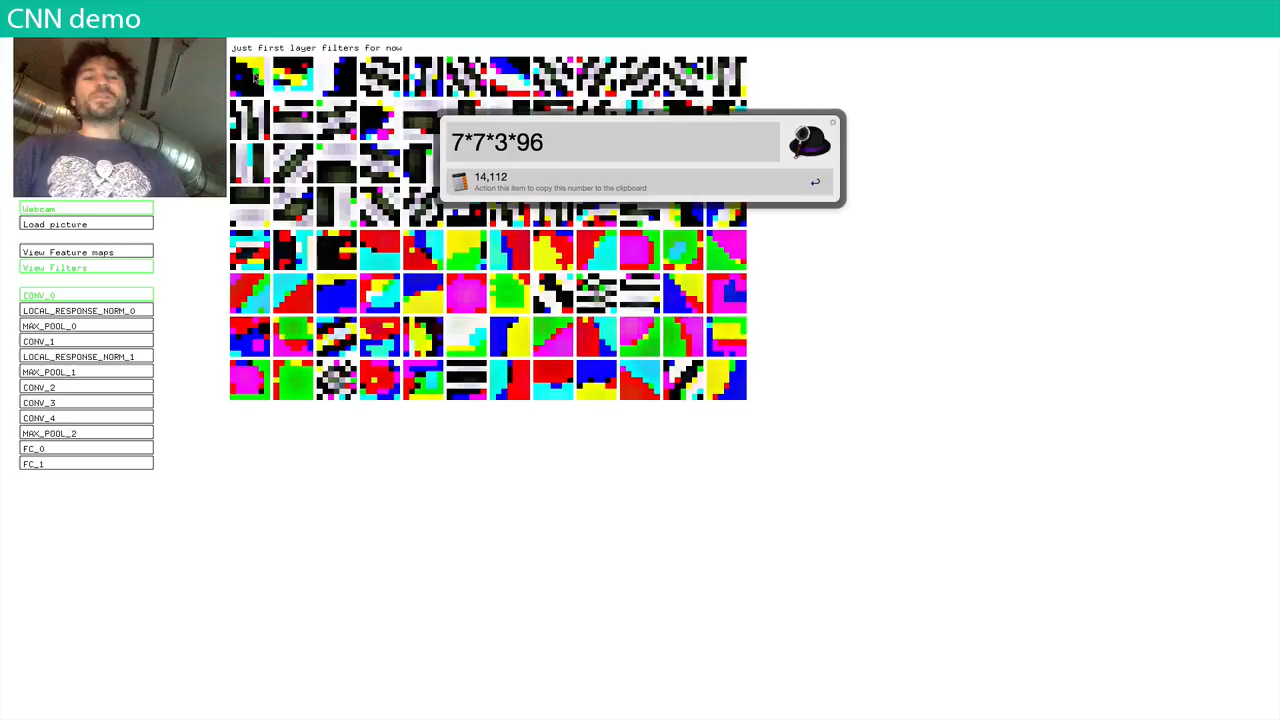 CNN demo
just first layer filters for now
7*7*3*96
14,112
Action this item to copy this number to the clipboard
Webcam
Load picture
View Feature maps
View Filters
CONV_0
LOCAL_RESPONSE_NORM_0
MAX_POOL_0
CONV_1
LOCAL_RESPONSE_NORM_1
MAX_POOL_1
CONV_2
CONV_3
CONV_4
MAX_POOL_2
FC_0
FC_1